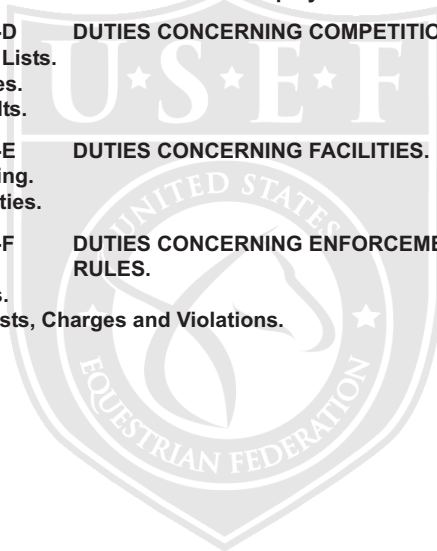 -D DUTIES CONCERNING COMPETITIO
Lists.
es.
lts.
-E DUTIES CONCERNING FACILITIES.
ing.
ties.
-F DUTIES CONCERNING ENFORCEME
RULES.
s.
sts, Charges and Violations.
U★S★E★F
UNITED STATES
EQUESTRIAN FEDERATION